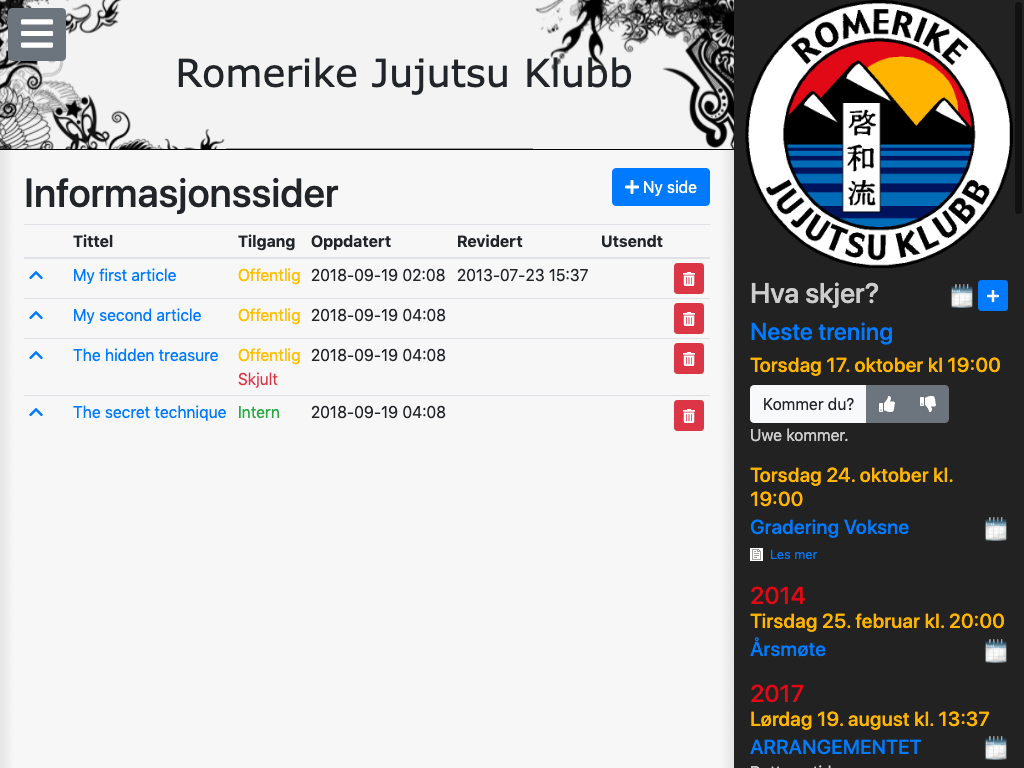 Romerike Jujutsu Klubb
Informasjonssider
Ny side
Tittel Tilgang Oppdatert Revidert Utsendt
My first article Offentlig 2018-09-19 02:08 2013-07-23 15:37
My second article Offentlig 2018-09-19 04:08
The hidden treasure Offentlig 2018-09-19 04:08
Skjult
The secret technique Intern 2018-09-19 04:08
ROMERIKE
啓
和
流
JUJUTSU KLUBB
Hva skjer?
Neste trening
Torsdag 17. oktober kl 19:00
Kommer du?
Uwe kommer.
Torsdag 24. oktober kl.
19:00
Gradering Voksne
Les mer
2014
Tirsdag 25. februar kl. 20:00
Årsmøte
2017
Lørdag 19. august kl. 13:37
ARRANGEMENTET